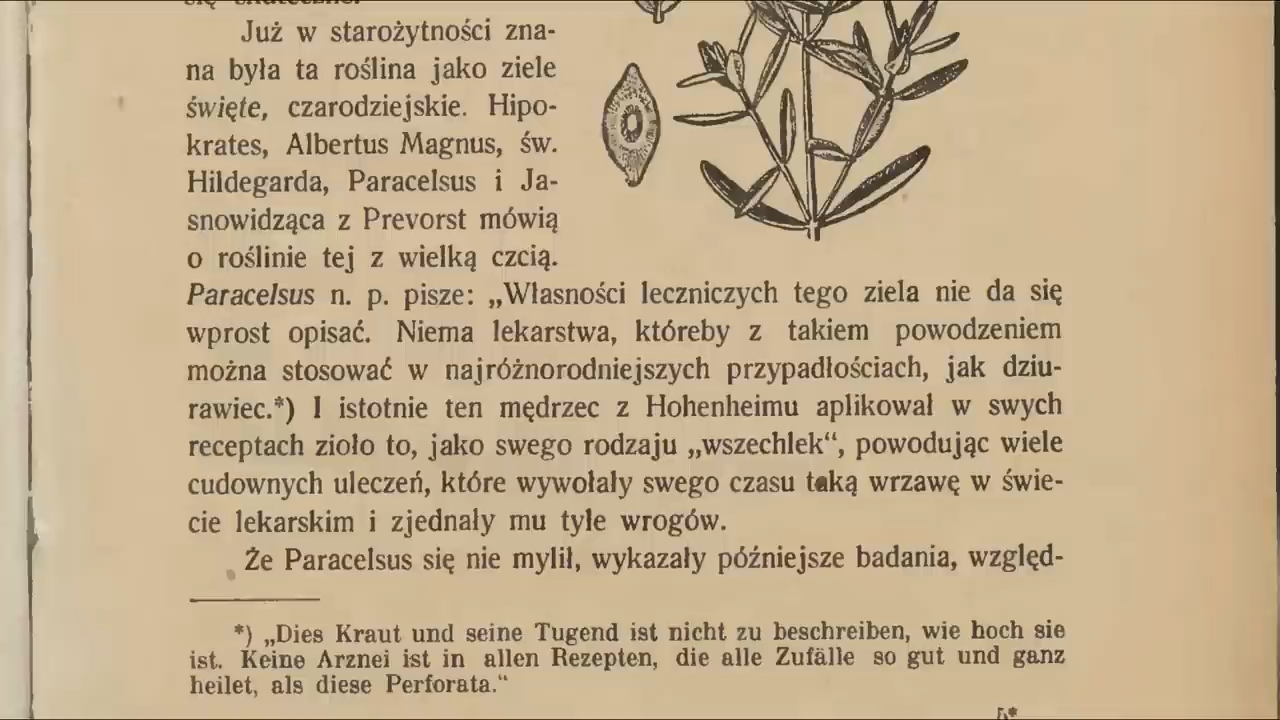 się skuteczne.
Już w starożytności zna-
na była ta roślina jako ziele
święte, czarodziejskie. Hipo-
krates, Albertus Magnus, św.
Hildegarda, Paracelsus i Ja-
snowidząca z Prevorst mówią
o roślinie tej z wielką czcią.
Paracelsus n. p. pisze: „Własności leczniczych tego ziela nie da się
wprost opisać. Niema lekarstwa, któreby z takiem powodzeniem
można stosować w najróżnorodniejszych przypadłościach, jak dziu-
rawiec.*) I istotnie ten mędrzec z Hohenheimu aplikował w swych
receptach zioło to, jako swego rodzaju „wszechlek“, powodując wiele
cudownych uleczeń, które wywołały swego czasu taką wrzawę w świe-
cie lekarskim i zjednały mu tyle wrogów.
Że Paracelsus się nie mylił, wykazały późniejsze badania, względ-
*) „Dies Kraut und seine Tugend ist nicht zu beschreiben, wie hoch sie
ist. Keine Arznei ist in allen Rezepten, die alle Zufälle so gut und ganz
heilet, als diese Perforata.“
5*